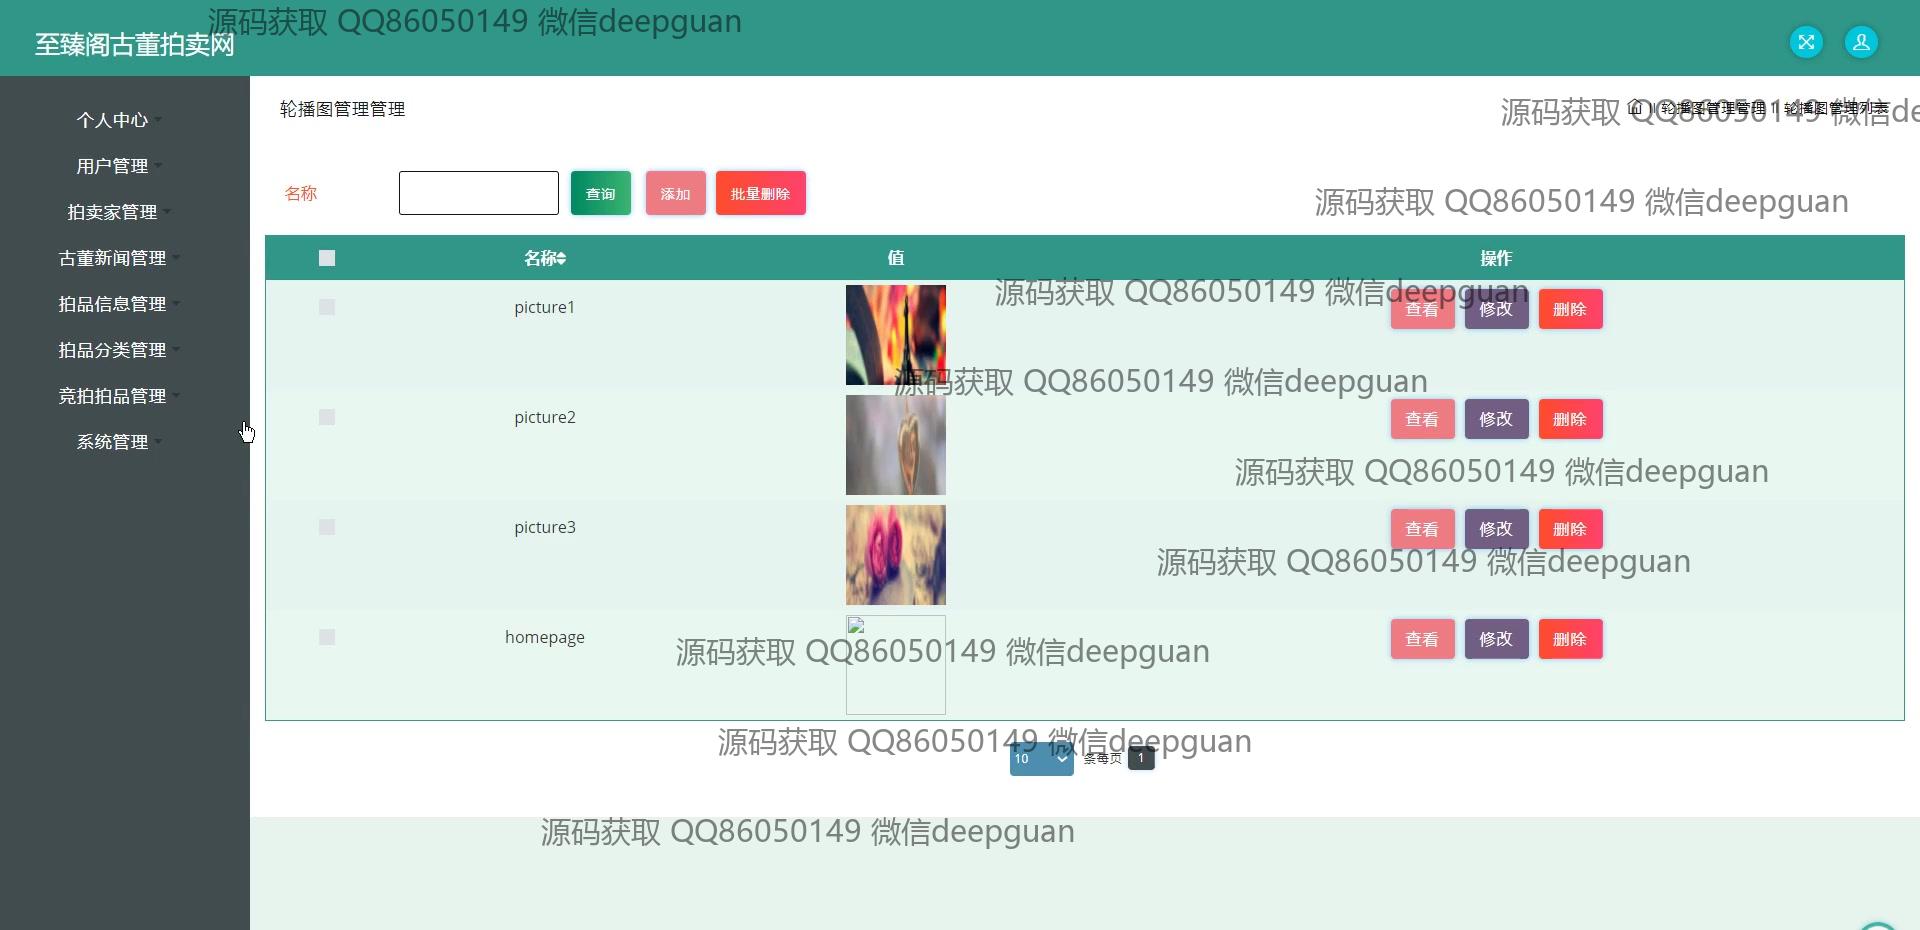 源码获取 QQ86050149 微信deepguan
至臻阁古董拍卖网
个人中心
用户管理
拍卖家管理
古董新闻管理
拍品信息管理
拍品分类管理
竞拍拍品管理
系统管理
轮播图管理管理
轮播图管理管理 轮播图管理列表
源码获取 QQ86050149 微信de
名称 查询 添加 批量删除
源码获取 QQ86050149 微信deepguan
名称 值 操作
源码获取 QQ86050149 微信deepguan
picture1 查看 修改 删除
源码获取 QQ86050149 微信deepguan
picture2 查看 修改 删除
源码获取 QQ86050149 微信deepguan
picture3 查看 修改 删除
源码获取 QQ86050149 微信deepguan
homepage 查看 修改 删除
源码获取 QQ86050149 微信deepguan
源码获取 QQ86050149 微信deepguan
10 条每页 1
源码获取 QQ86050149 微信deepguan